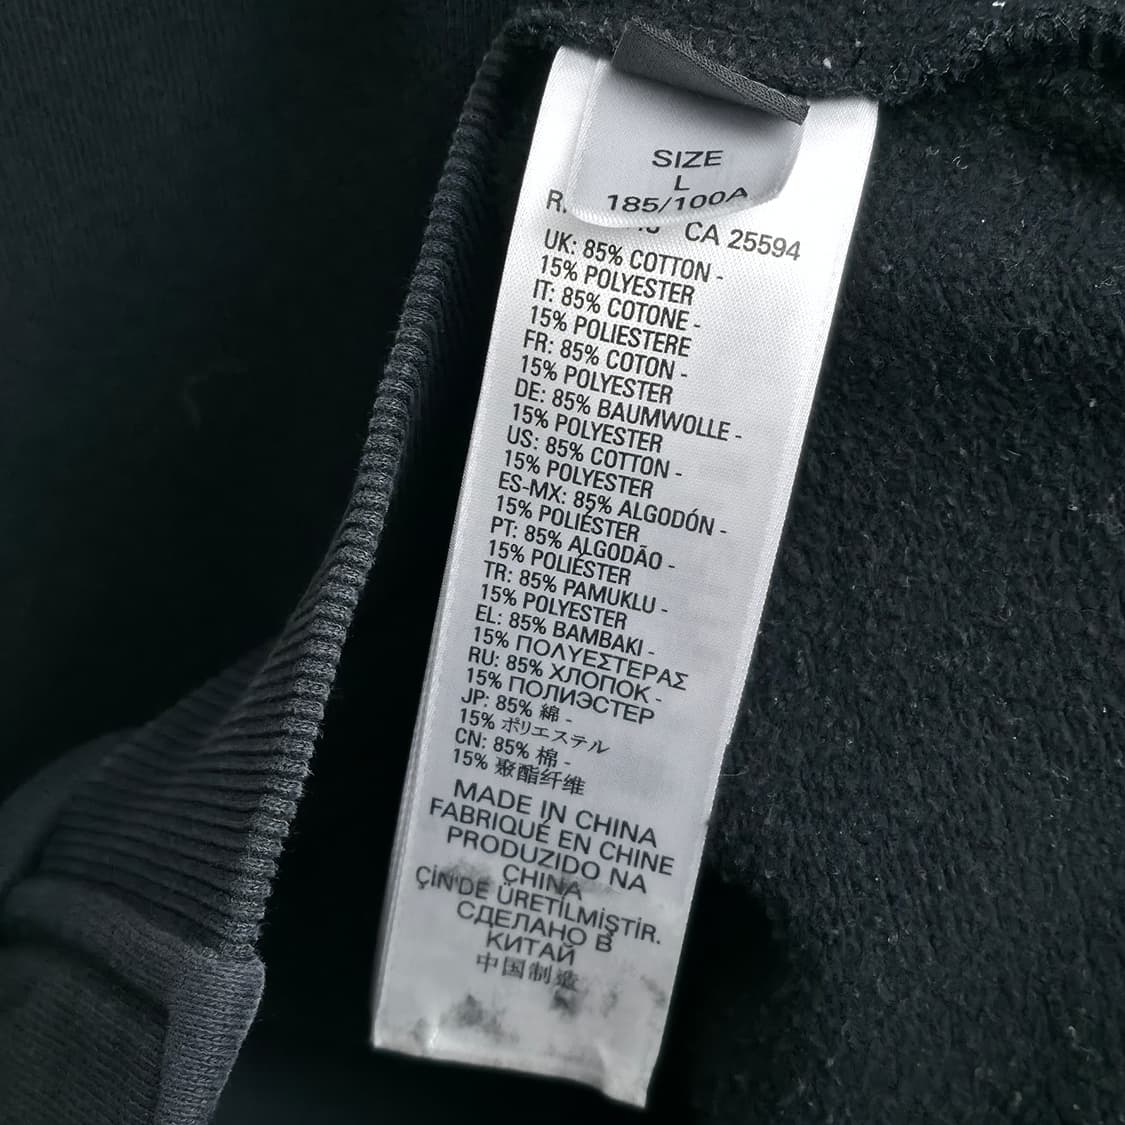 SIZE
L
185/100A
CA 25594
UK: 85% COTTON -
15% POLYESTER
IT: 85% COTONE -
15% POLIESTERE
FR: 85% COTON -
15% POLYESTER
DE: 85% BAUMWOLLE -
15% POLYESTER
US: 85% COTTON -
15% POLYESTER
ES-MX: 85% ALGODÓN -
15% POLIÉSTER
PT: 85% ALGODÃO -
15% POLIÉSTER
TR: 85% PAMUKLU -
15% POLYESTER
EL: 85% BAMBAKI -
15% ΠΟΛΥΕΣΤΕΡΑΣ
RU: 85% ХЛОПОК -
15% ПОЛИЭСТЕР
JP: 85% 綿 -
15% ポリエステル
CN: 85% 棉 -
15% 聚酯纤维
MADE IN CHINA
FABRIQUÉ EN CHINE
PRODUZIDO NA
CHINA
ÇİN'DE ÜRETİLMİŞTİR.
СДЕЛАНО В
КИТАЙ
中国制造